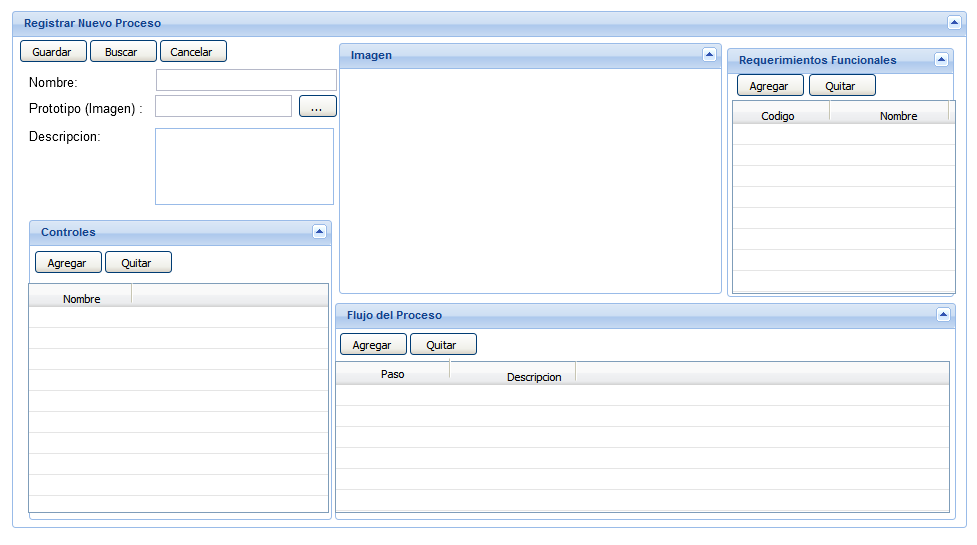 Registrar Nuevo Proceso
Guardar Buscar Cancelar
Nombre:
Prototipo (Imagen) : ...
Descripcion:
Imagen
Requerimientos Funcionales
Agregar Quitar
Codigo Nombre
Controles
Agregar Quitar
Nombre
Flujo del Proceso
Agregar Quitar
Paso Descripcion